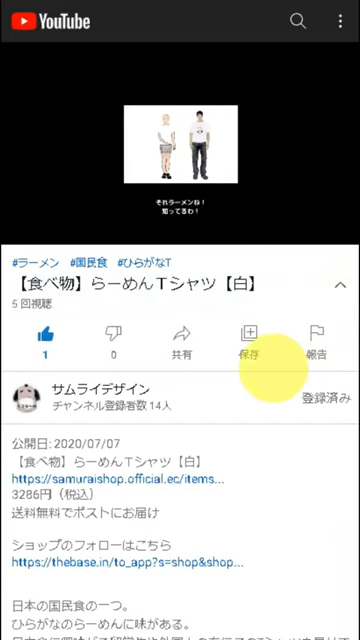 YouTube
それラーメンね！
知ってるわ！
#ラーメン #国民食 #ひらがなT
【食べ物】らーめんTシャツ【白】
5 回視聴
1
0
共有
保存
報告
サムライデザイン
チャンネル登録者数 14人
登録済み
公開日: 2020/07/07
【食べ物】らーめんTシャツ【白】
https://samuraishop.official.ec/items...
3286円（税込）
送料無料でポストにお届け
ショップのフォローはこちら
https://thebase.in/to_app?s=shop&shop...
日本の国民食の一つ。
ひらがなのらーめんに味がある。